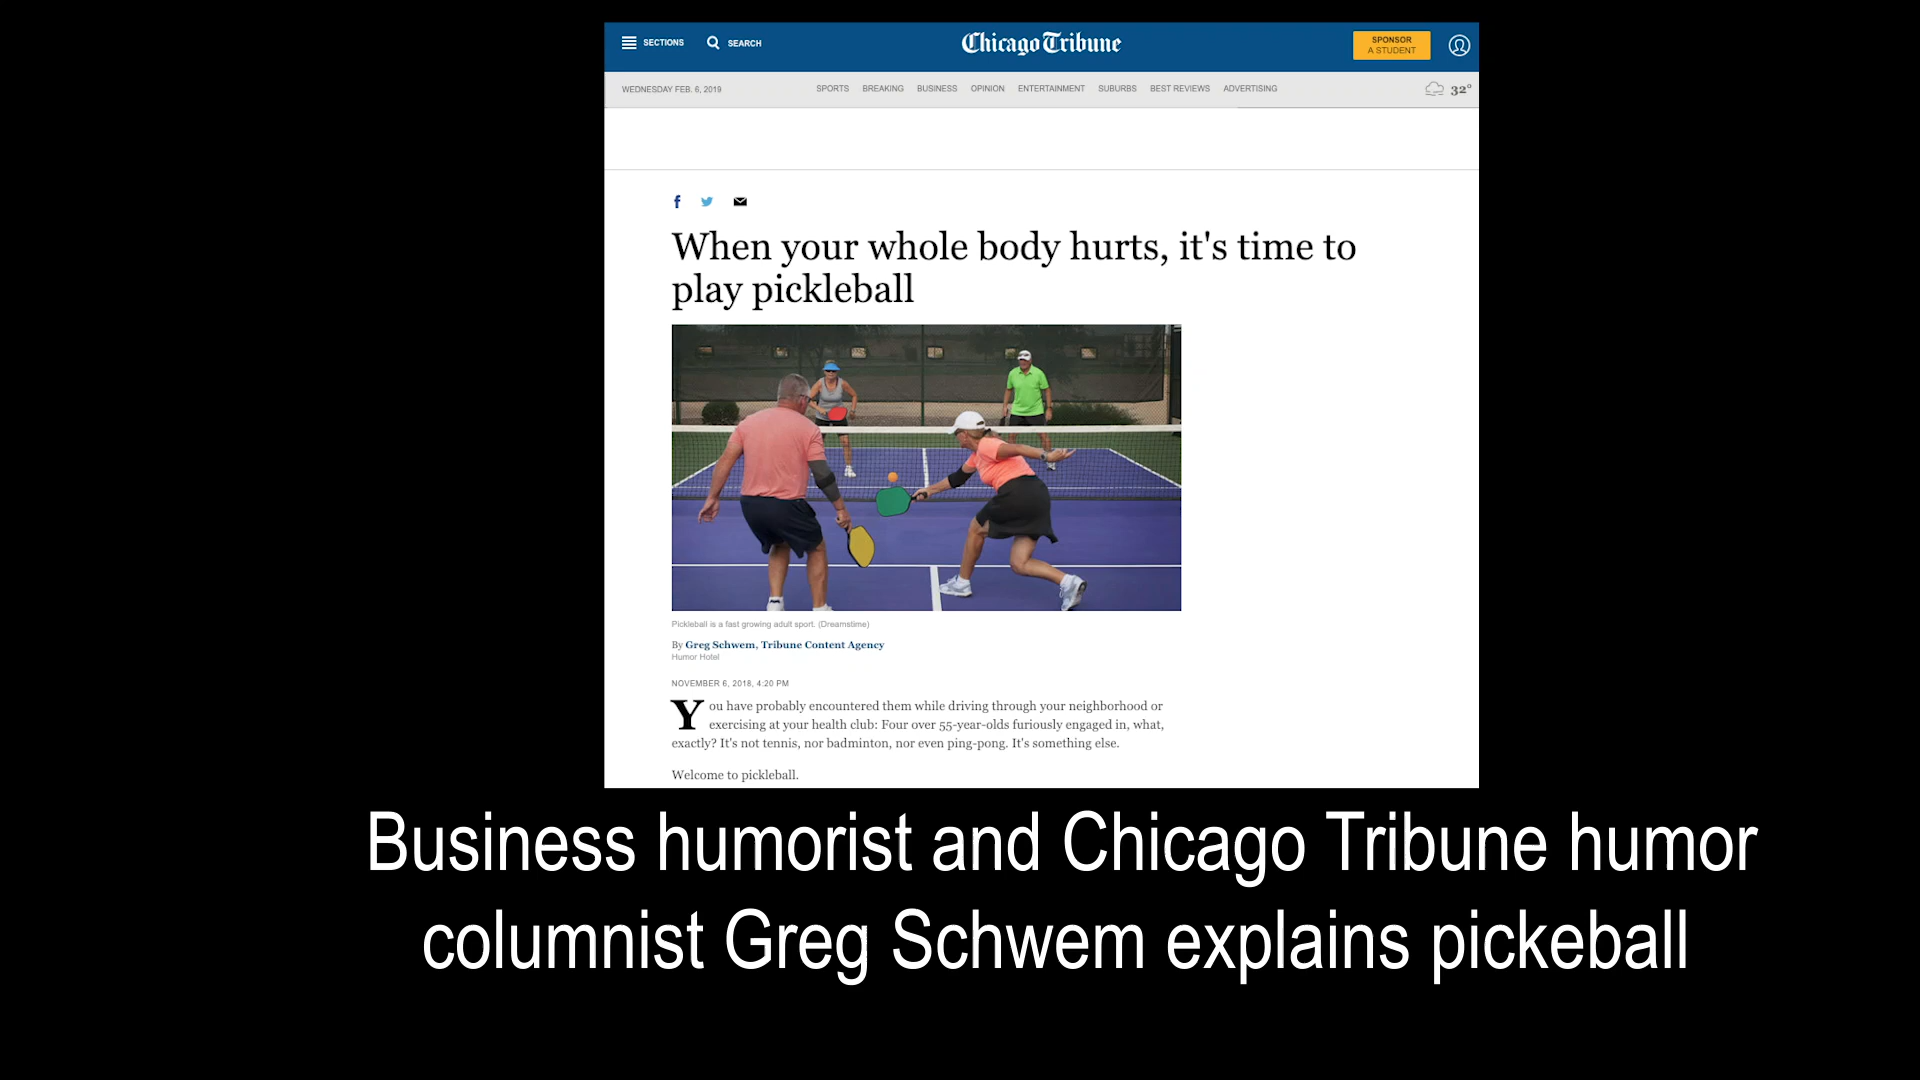 SECTIONS SEARCH Chicago Tribune SPONSOR
A STUDENT
WEDNESDAY FEB. 6, 2019 SPORTS BREAKING BUSINESS OPINION ENTERTAINMENT SUBURBS BEST REVIEWS ADVERTISING 32°
When your whole body hurts, it's time to
play pickleball
Pickleball is a fast growing adult sport. (Dreamstime)
By Greg Schwem, Tribune Content Agency
Humor Hotel
NOVEMBER 6, 2018, 4:20 PM
You have probably encountered them while driving through your neighborhood or
exercising at your health club: Four over 55-year-olds furiously engaged in, what,
exactly? It's not tennis, nor badminton, nor even ping-pong. It's something else.
Welcome to pickleball.
Business humorist and Chicago Tribune humor
columnist Greg Schwem explains pickeball